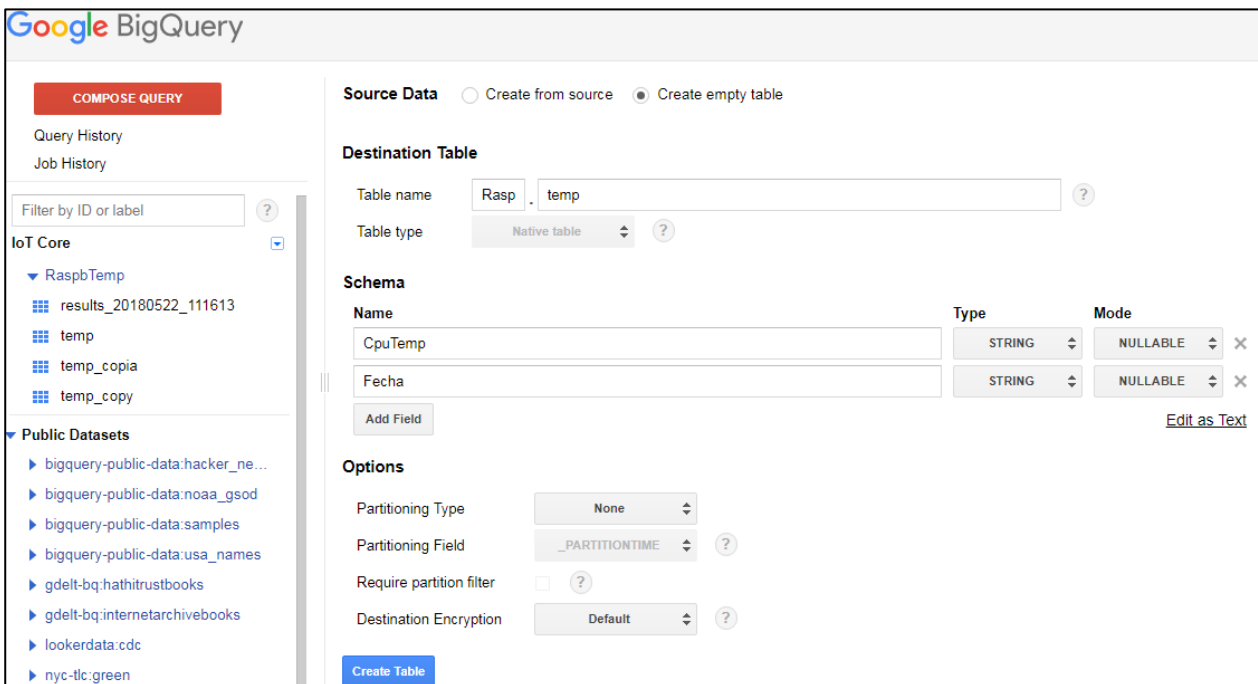 Google BigQuery
COMPOSE QUERY
Query History
Job History
Filter by ID or label ?
IoT Core
RaspbTemp
results_20180522_111613
temp
temp_copia
temp_copy
Public Datasets
bigquery-public-data:hacker_ne...
bigquery-public-data:noaa_gsod
bigquery-public-data:samples
bigquery-public-data:usa_names
gdelt-bq:hathitrustbooks
gdelt-bq:internetarchivebooks
lookerdata:cdc
nyc-tlc:green
Source Data Create from source Create empty table
Destination Table
Table name Rasp . temp ?
Table type Native table ?
Schema
Name Type Mode
CpuTemp STRING NULLABLE
Fecha STRING NULLABLE
Add Field Edit as Text
Options
Partitioning Type None
Partitioning Field _PARTITIONTIME ?
Require partition filter ?
Destination Encryption Default ?
Create Table